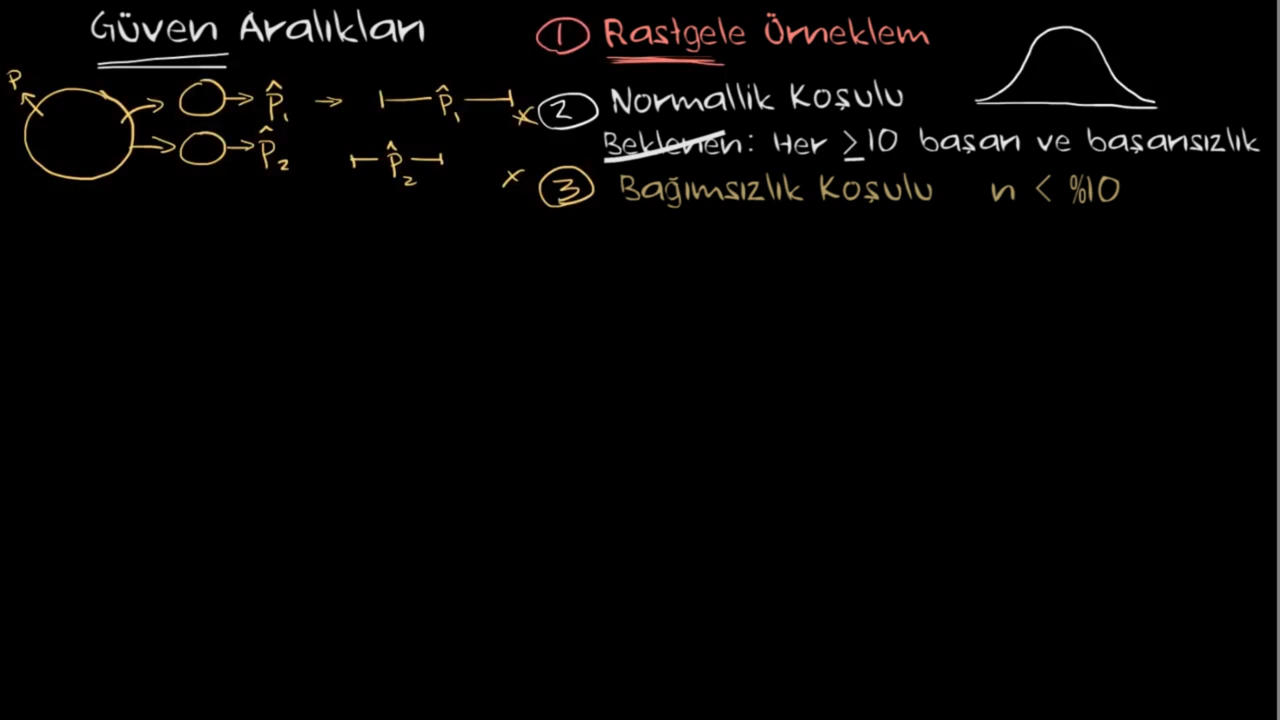 Güven Aralıkları
1 Rastgele Örneklem
P
p̂₁ → p̂₁
x 2 Normallik Koşulu
Beklenen: Her ≥10 başarı ve başarısızlık
p̂₂ p̂₂
x 3 Bağımsızlık Koşulu n < %10